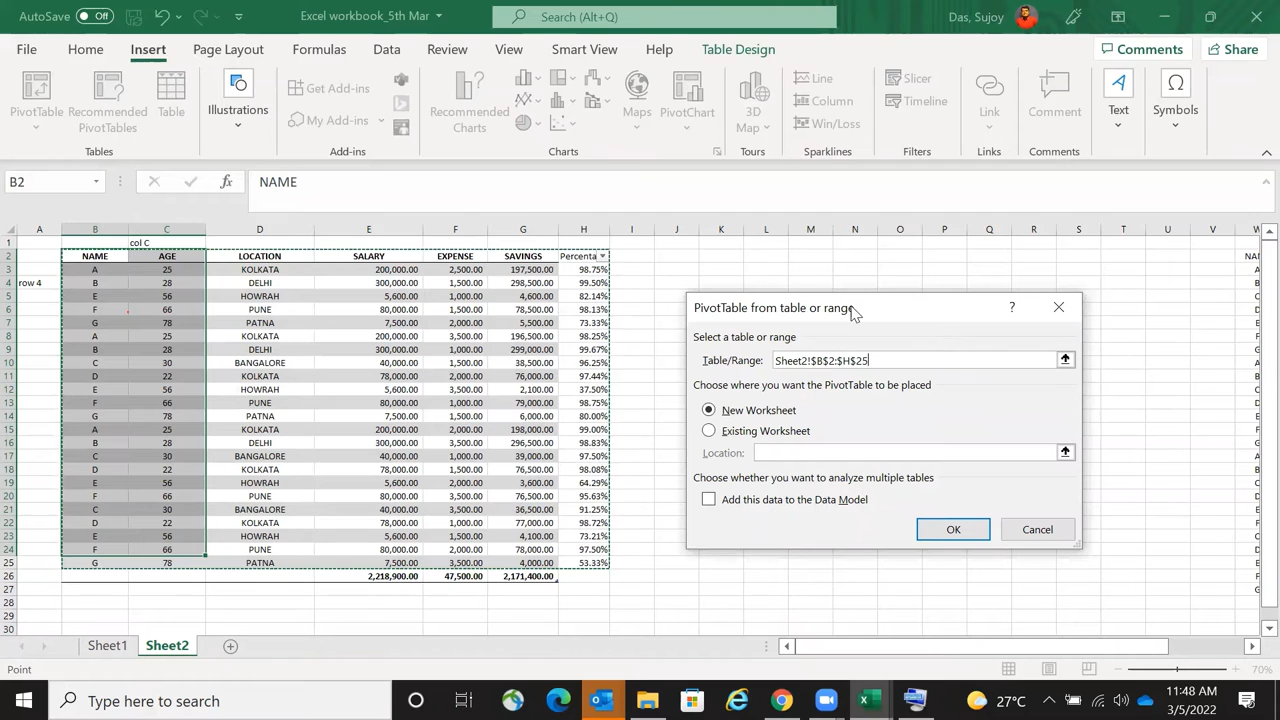 AutoSave Off Excel workbook_5th Mar Search (Alt+Q) Das, Sujoy
File Home Insert Page Layout Formulas Data Review View Smart View Help Table Design Comments Share
PivotTable Recommended PivotTables Table Illustrations Get Add-ins My Add-ins Recommended Charts Maps PivotChart 3D Map Line Column Win/Loss Slicer Timeline Link Comment Text Symbols
Tables Add-ins Charts Tours Sparklines Filters Links Comments
B2 fx NAME
A B C D E F G H I J K L M N O P Q R S T U V W
1 col C
2 NAME AGE LOCATION SALARY EXPENSE SAVINGS Percenta NA
3 A 25 KOLKATA 200,000.00 2,500.00 197,500.00 98.75%
4 row 4 B 28 DELHI 300,000.00 1,500.00 298,500.00 99.50%
5 E 56 HOWRAH 5,600.00 1,000.00 4,600.00 82.14%
6 F 66 PUNE 80,000.00 1,500.00 78,500.00 98.13%
7 G 78 PATNA 7,500.00 2,000.00 5,500.00 73.33%
8 A 25 KOLKATA 200,000.00 3,500.00 196,500.00 98.25%
9 B 28 DELHI 300,000.00 1,000.00 299,000.00 99.67%
10 C 30 BANGALORE 40,000.00 1,500.00 38,500.00 96.25%
11 D 22 KOLKATA 78,000.00 2,000.00 76,000.00 97.44%
12 E 56 HOWREH 5,600.00 3,500.00 2,100.00 37.50%
13 F 66 PUNE 80,000.00 1,000.00 79,000.00 98.75%
14 G 78 PATNA 7,500.00 1,500.00 6,000.00 80.00%
15 A 25 KOLKATA 200,000.00 2,000.00 198,000.00 99.00%
16 B 28 DELHI 300,000.00 3,500.00 296,500.00 98.83%
17 C 30 BANGALORE 40,000.00 1,000.00 39,000.00 97.50%
18 D 22 KOLKATA 78,000.00 1,500.00 76,500.00 98.08%
19 E 56 HOWREH 5,600.00 2,000.00 3,600.00 64.29%
20 F 66 PUNE 80,000.00 3,500.00 76,500.00 95.63%
21 C 30 BANGALORE 40,000.00 3,500.00 36,500.00 91.25%
22 D 22 KOLKATA 78,000.00 1,000.00 77,000.00 98.72%
23 E 56 HOWREH 5,600.00 1,500.00 4,100.00 73.21%
24 F 66 PUNE 80,000.00 2,000.00 78,000.00 97.50%
25 G 78 PATNA 7,500.00 3,500.00 4,000.00 53.33%
26 2,218,900.00 47,500.00 2,171,400.00
27
28
29
30
PivotTable from table or range ?
Select a table or range
Table/Range: Sheet2!$B$2:$H$25
Choose where you want the PivotTable to be placed
New Worksheet
Existing Worksheet
Location:
Choose whether you want to analyze multiple tables
Add this data to the Data Model
OK Cancel
Sheet1 Sheet2
Point 70%
Type here to search 27°C 11:48 AM
3/5/2022